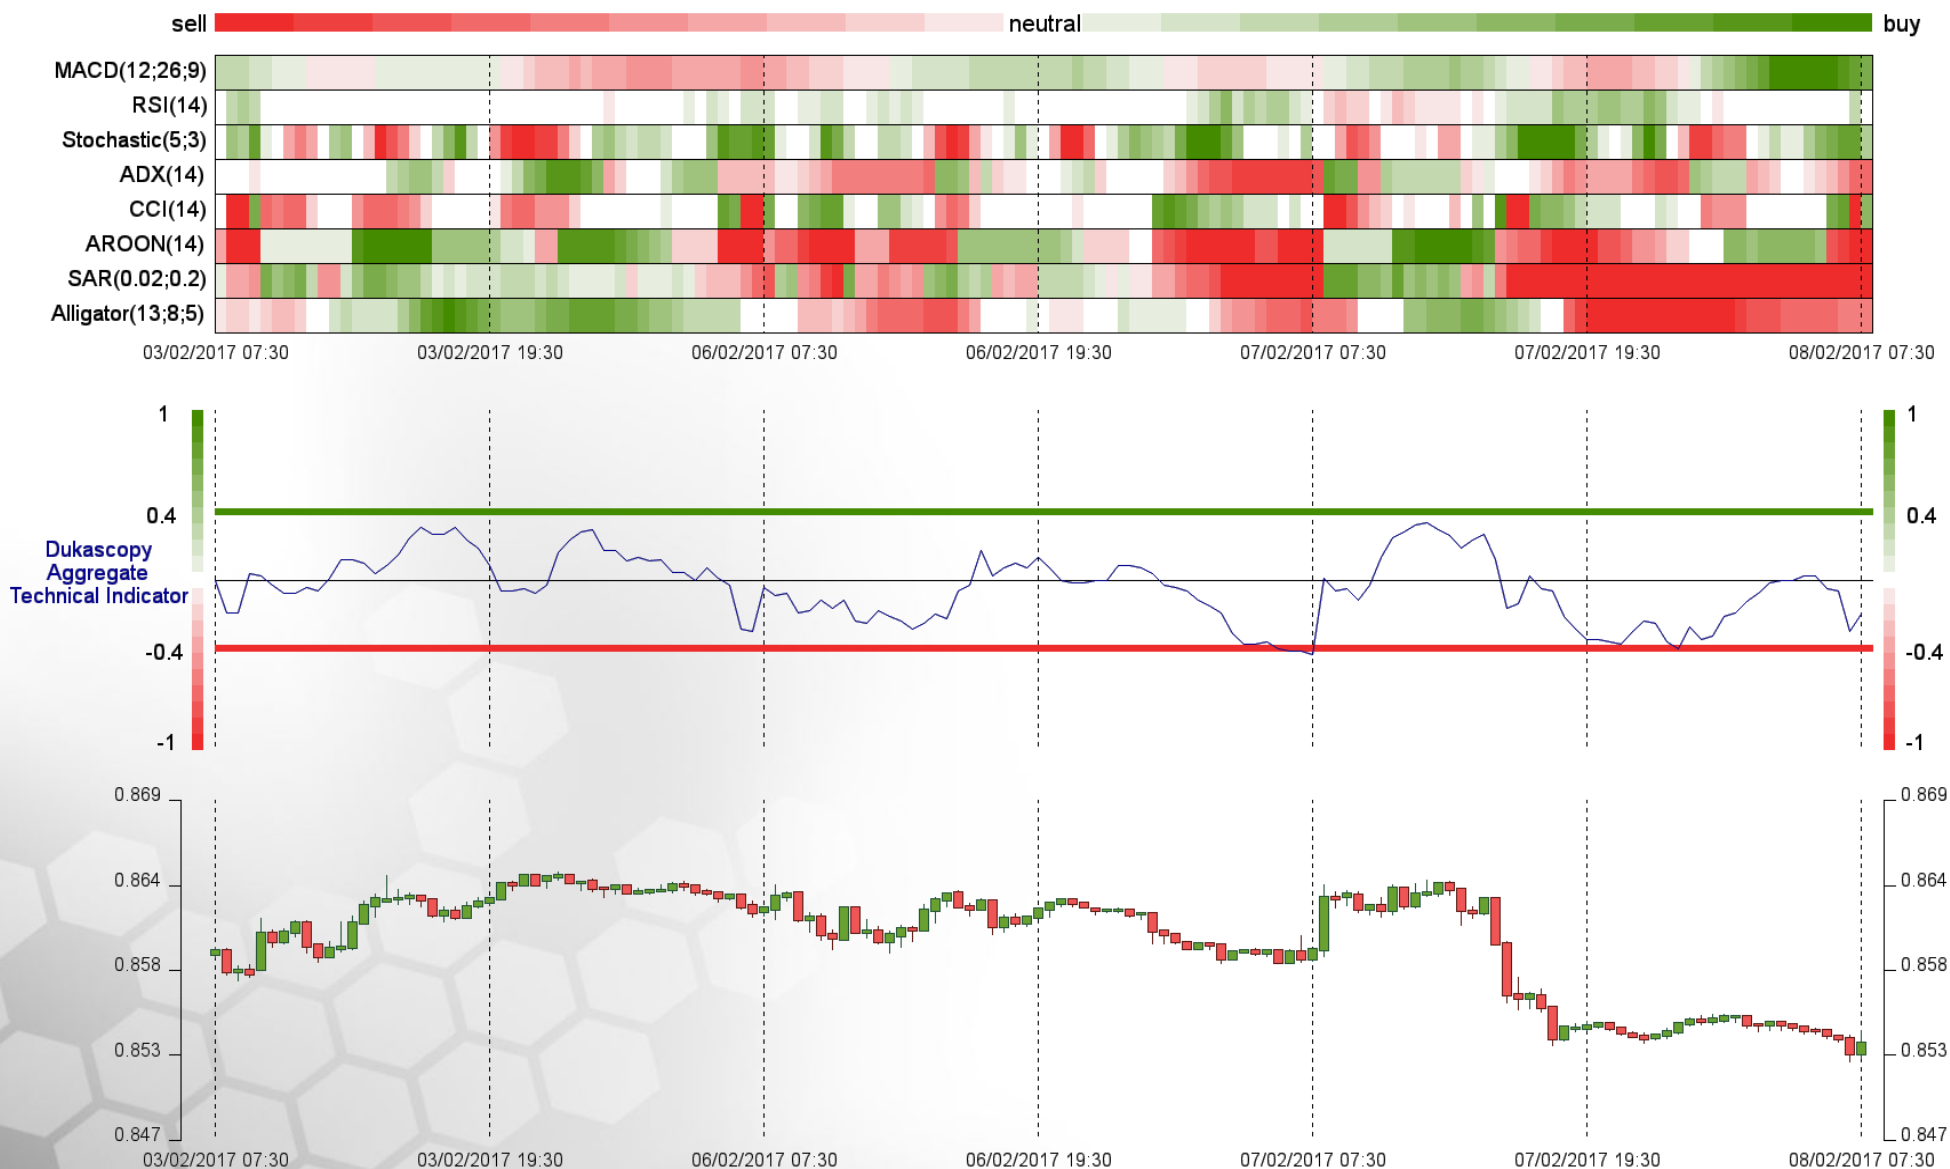 sell neutral buy
MACD(12;26;9)
RSI(14)
Stochastic(5;3)
ADX(14)
CCI(14)
AROON(14)
SAR(0.02;0.2)
Alligator(13;8;5)
03/02/2017 07:30 03/02/2017 19:30 06/02/2017 07:30 06/02/2017 19:30 07/02/2017 07:30 07/02/2017 19:30 08/02/2017 07:30
1 1
0.4 0.4
Dukascopy
Aggregate
Technical Indicator
-0.4 -0.4
-1 -1
0.869 0.869
0.864 0.864
0.858 0.858
0.853 0.853
0.847 0.847
03/02/2017 07:30 03/02/2017 19:30 06/02/2017 07:30 06/02/2017 19:30 07/02/2017 07:30 07/02/2017 19:30 08/02/2017 07:30